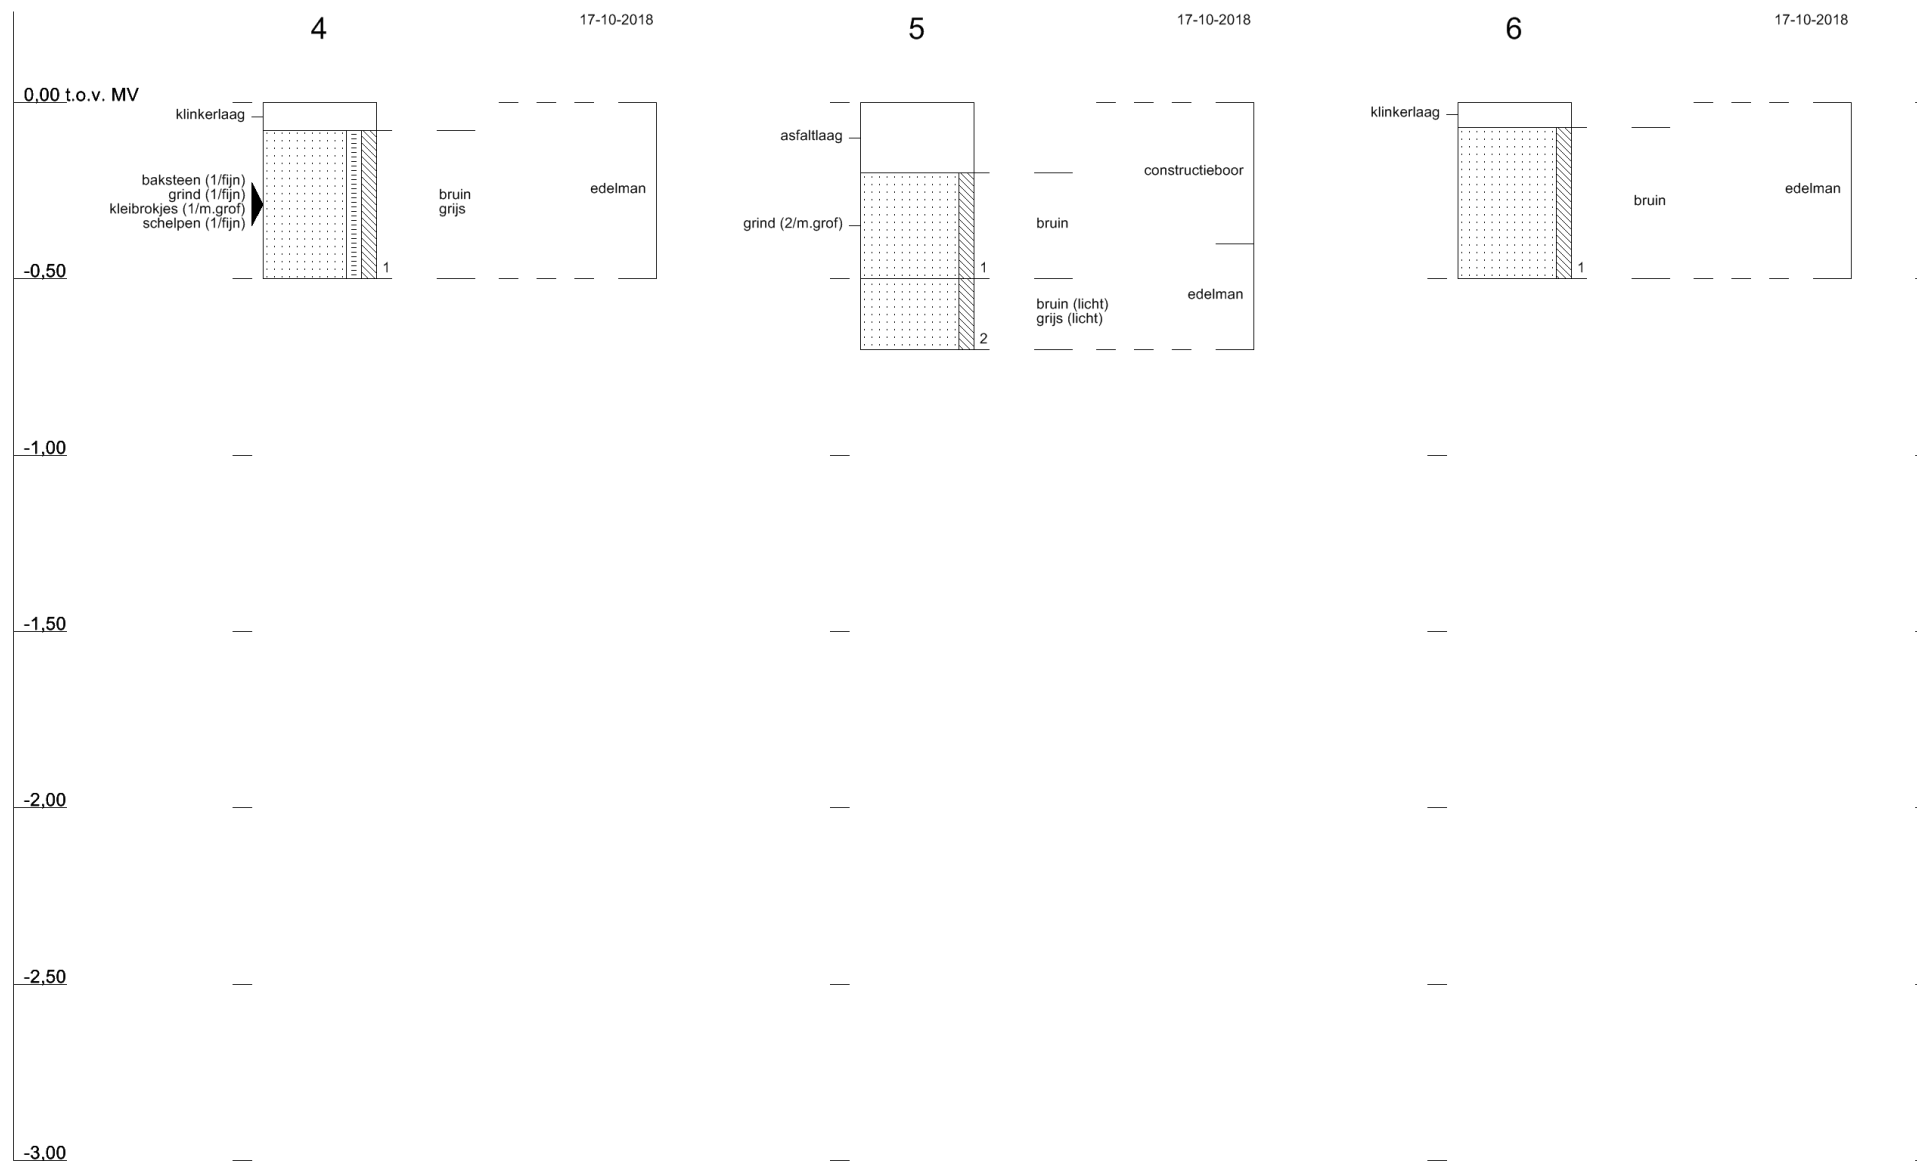 4
17-10-2018
5
17-10-2018
6
17-10-2018
0,00 t.o.v. MV
klinkerlaag
baksteen (1/fijn)
grind (1/fijn)
kleibrokjes (1/m.grof)
schelpen (1/fijn)
1
bruin
grijs
edelman
asfaltlaag
grind (2/m.grof)
1
2
bruin
bruin (licht)
grijs (licht)
constructieboor
edelman
klinkerlaag
1
bruin
edelman
-0,50
-1,00
-1,50
-2,00
-2,50
-3,00